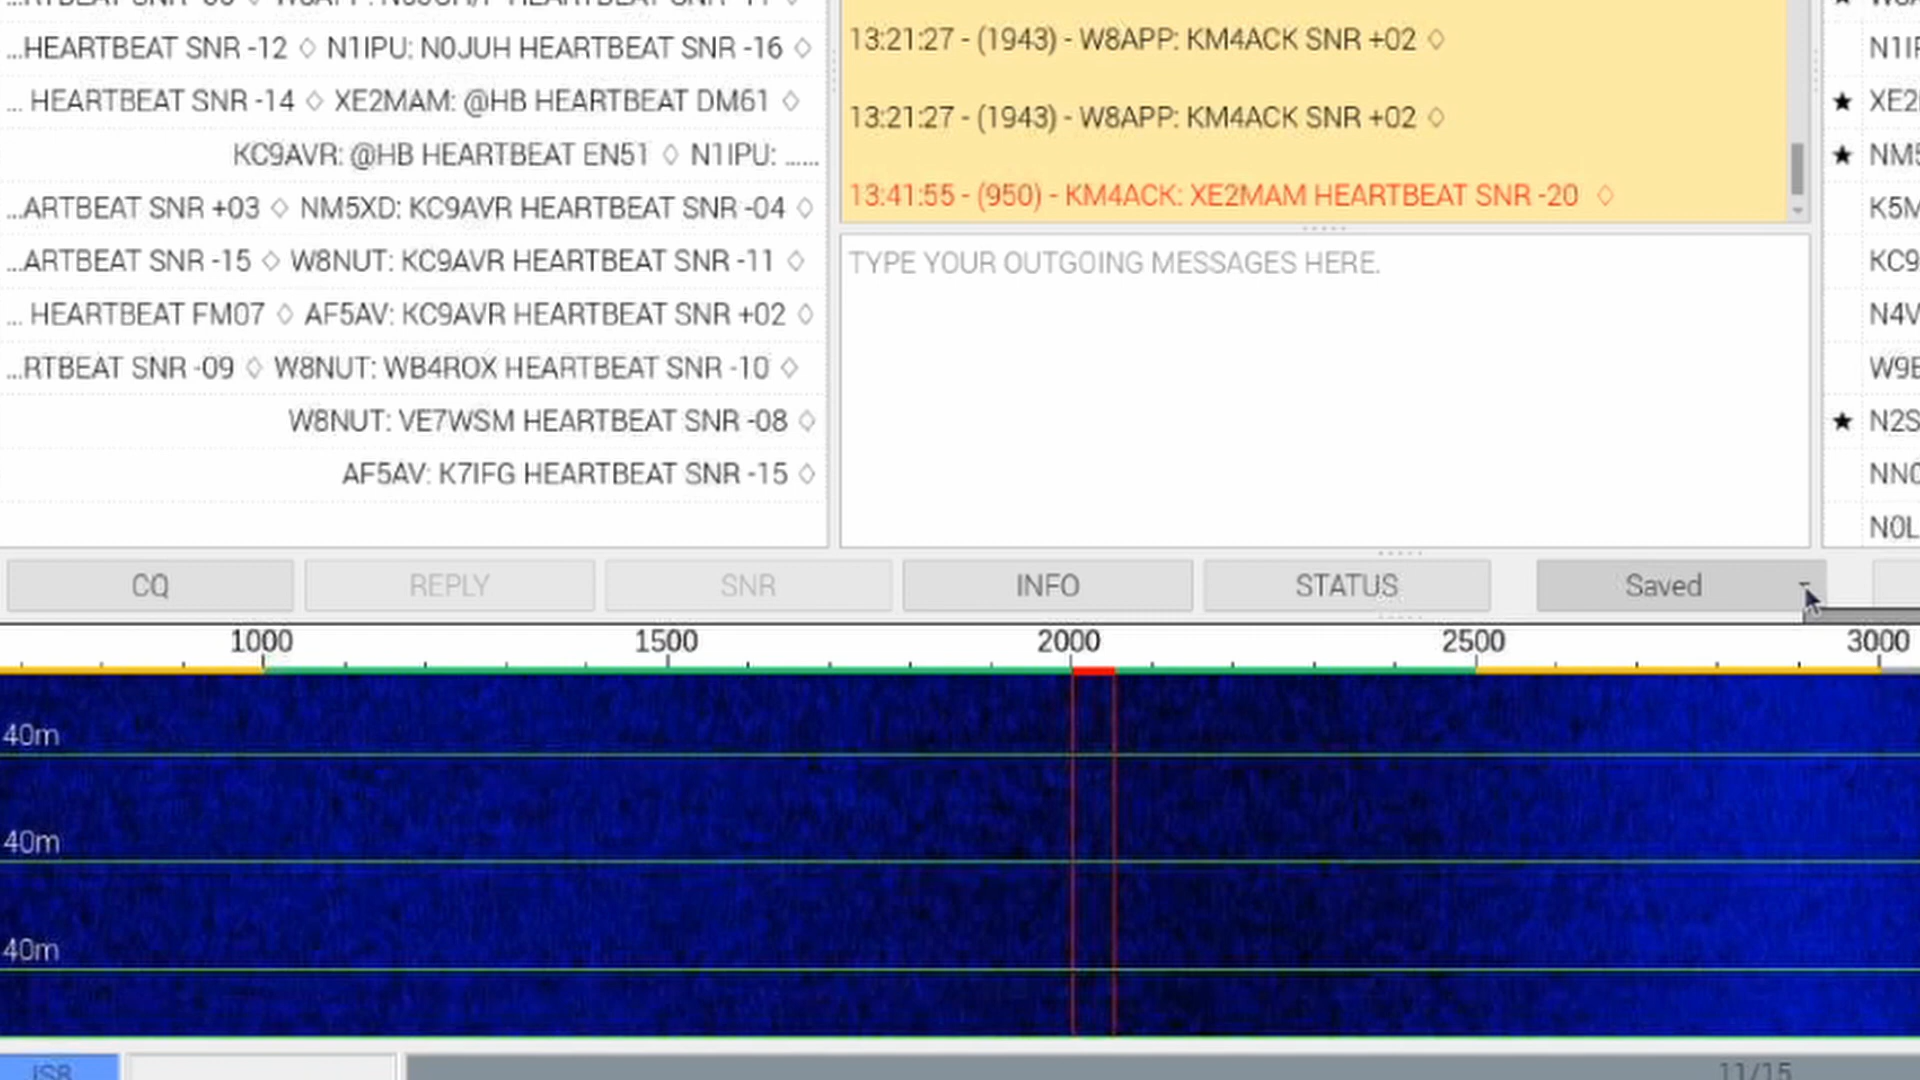 ...HEARTBEAT SNR -12 ♢ N1IPU: N0JUH HEARTBEAT SNR -16 ♢
... HEARTBEAT SNR -14 ♢ XE2MAM: @HB HEARTBEAT DM61 ♢
KC9AVR: @HB HEARTBEAT EN51 ♢ N1IPU: ......
...ARTBEAT SNR +03 ♢ NM5XD: KC9AVR HEARTBEAT SNR -04 ♢
...ARTBEAT SNR -15 ♢ W8NUT: KC9AVR HEARTBEAT SNR -11 ♢
... HEARTBEAT FM07 ♢ AF5AV: KC9AVR HEARTBEAT SNR +02 ♢
...RTBEAT SNR -09 ♢ W8NUT: WB4ROX HEARTBEAT SNR -10 ♢
W8NUT: VE7WSM HEARTBEAT SNR -08 ♢
AF5AV: K7IFG HEARTBEAT SNR -15 ♢
13:21:27 - (1943) - W8APP: KM4ACK SNR +02 ♢
13:21:27 - (1943) - W8APP: KM4ACK SNR +02 ♢
13:41:55 - (950) - KM4ACK: XE2MAM HEARTBEAT SNR -20 ♢
TYPE YOUR OUTGOING MESSAGES HERE.
N1IP
★ XE2
★ NM5
K5M
KC9
N4V
W9E
★ N2S
NN0
N0L
CQ
REPLY
SNR
INFO
STATUS
Saved
1000
1500
2000
2500
3000
40m
40m
40m
JS8
11/15